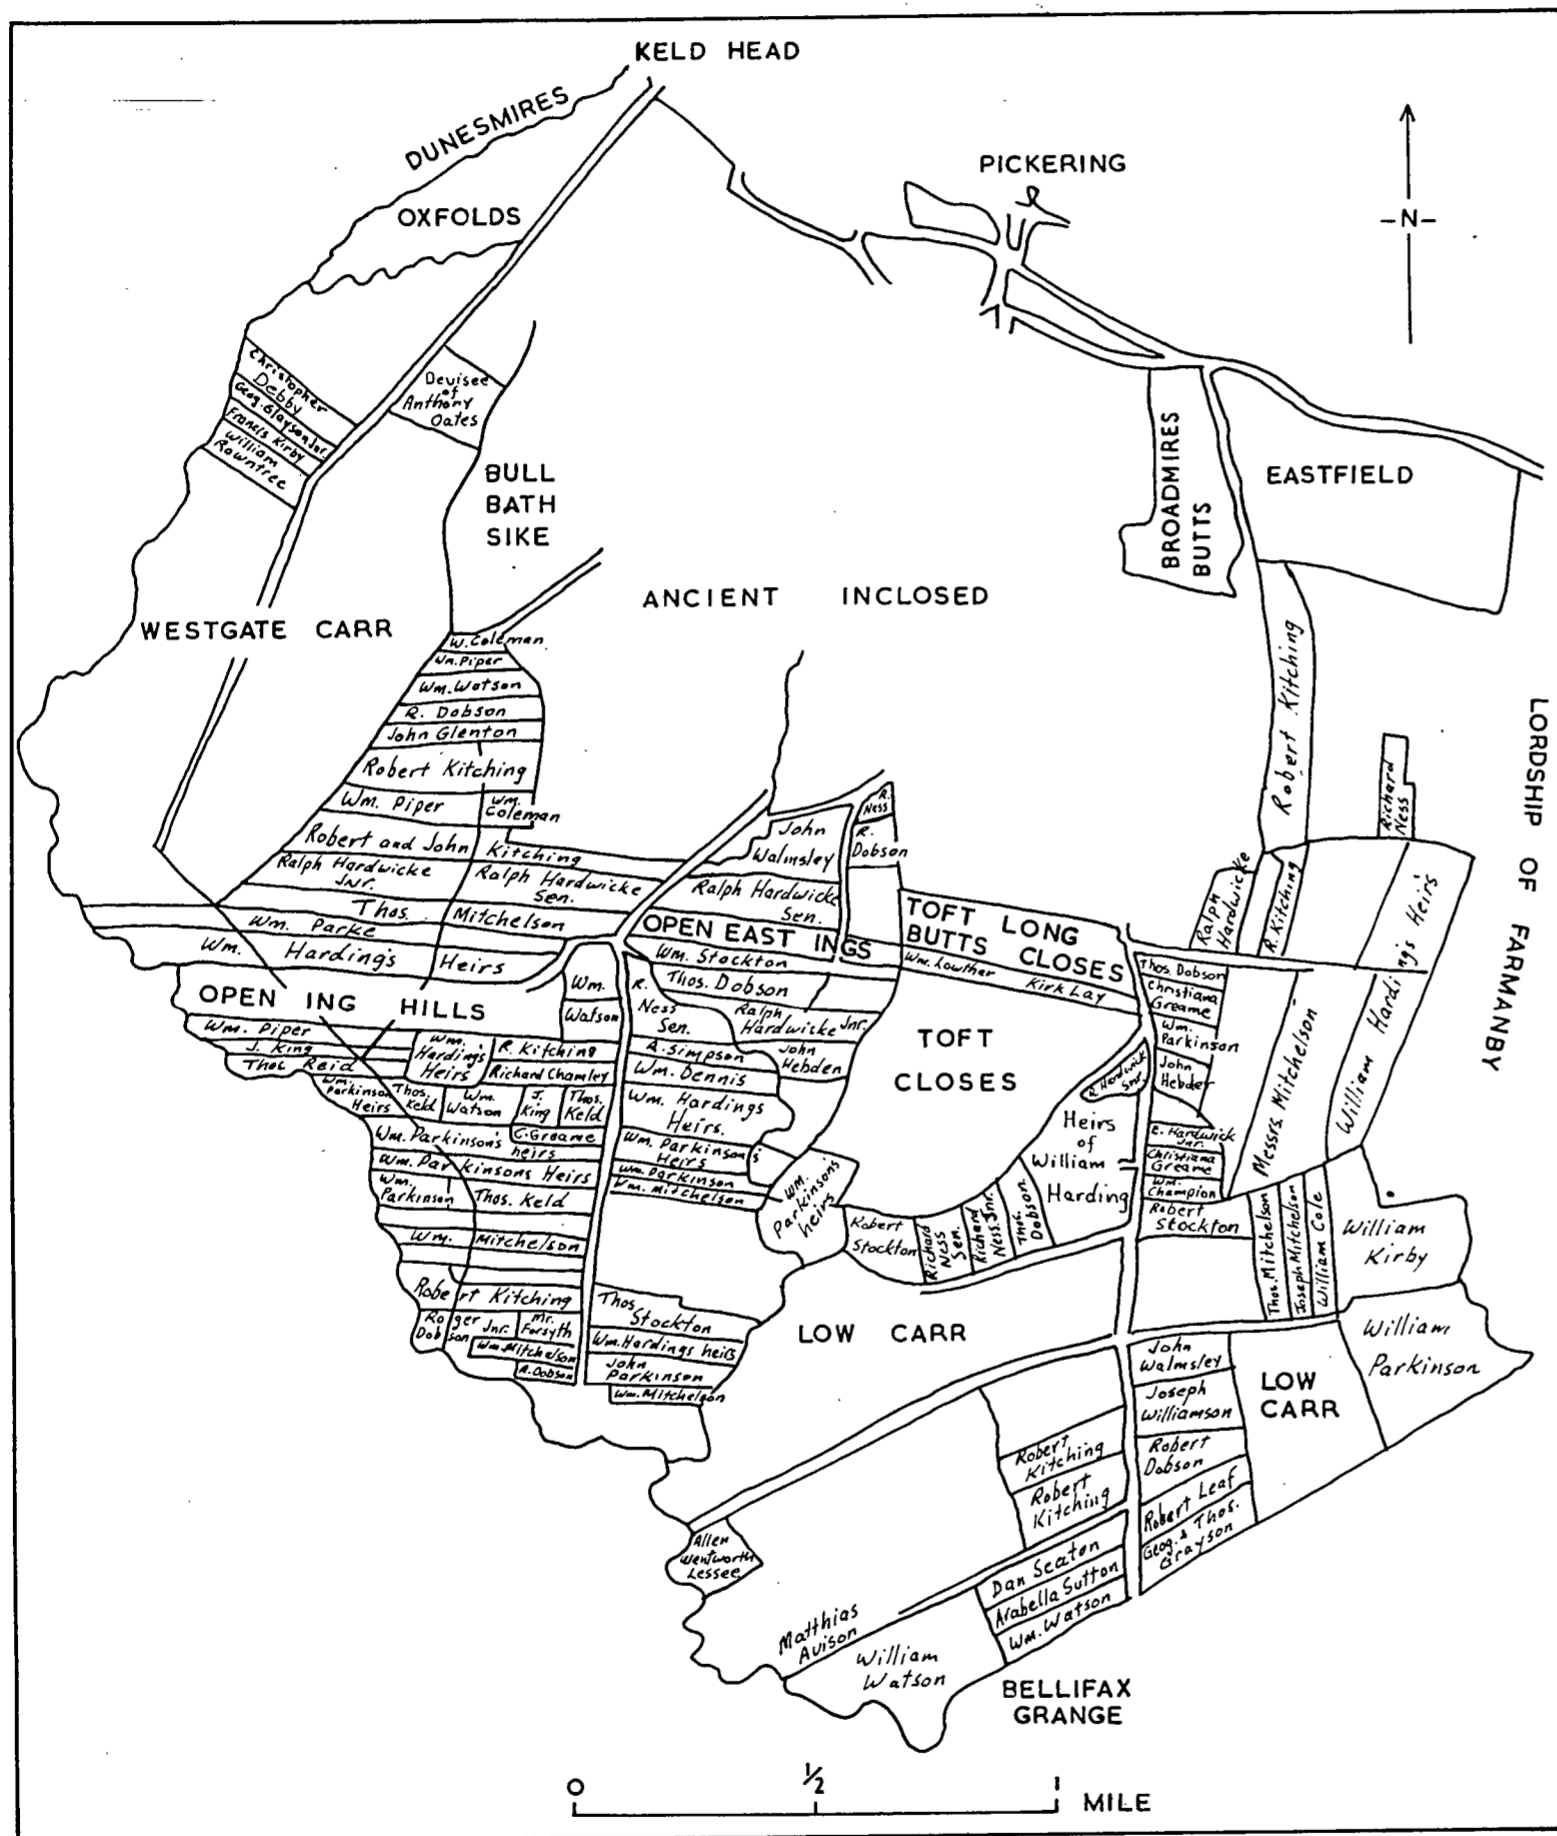 KELD HEAD
DUNESMIRES
OXFOLDS
PICKERING
-N-
Christopher
Debby
Geog. Glayson Jnr.
Francis Kirby
William
Rowntree
Devisee
of
Anthony
Oates
BULL
BATH
SIKE
BROADMIRES
BUTTS
EASTFIELD
ANCIENT INCLOSED
WESTGATE CARR
LORDSHIP OF FARMANBY
Robert Kitching
Richard
Ness
W. Coleman
Wm. Piper
Wm. Watson
R. Dobson
John Glenton
Robert Kitching
Wm. Piper
Wm.
Coleman
Robert and John Kitching
Ralph Hardwicke
Jnr.
Ralph Hardwicke
Sen.
Thos. Mitchelson
Wm. Parke
Wm. Harding's Heirs
R.
Ness
John
Walmsley
R.
Dobson
Ralph Hardwicke
Sen.
OPEN EAST INGS
TOFT LONG
BUTTS CLOSES
Wm. Stockton
Wm. Lowther
Kirk Lay
Thos. Dobson
Ralph
Hardwicke Jnr.
John
Hebden
Ralph
Hardwicke
R. Kitching
William Harding's Heirs
Messrs. Mitchelson
OPEN ING HILLS
Wm.
Watson
R.
Ness
Sen.
A. Simpson
Wm. Dennis
Wm. Hardings
Heirs.
Wm. Parkinson's
Heirs
Wm. Parkinson
Wm. Mitchelson
Wm.
Parkinson's
heirs
Wm. Piper
J. King
Thos. Reid
Wm.
Harding's
Heirs
R. Kitching
Richard Chamley
Wm.
Parkinson
Heirs
Thos.
Keld
Wm.
Watson
J.
King
Thos.
Keld
C. Greame
Wm. Parkinson's
heirs
Wm. Parkinsons Heirs
Wm.
Parkinson
Thos. Keld
Wm. Mitchelson
Robert Kitching
Roger
Dobson
Jnr.
Mr.
Forsyth
Wm. Mitchelson
R. Dobson
Thos.
Stockton
Wm. Hardings heirs
John
Parkinson
Wm. Mitchelson
TOFT
CLOSES
R. Hardwick
Snr.
Heirs
of
William
Harding
Robert
Stockton
Richard
Ness
Sen.
Richard
Ness. Jnr.
Thos.
Dobson
Thos. Dobson
Christiana
Greame
Wm.
Parkinson
John
Hebder
E. Hardwick
Jnr.
Christiana
Greame
Wm.
Champion
Robert
Stockton
Thos. Mitchelson
Joseph Mitchelson
William Cole
William
Kirby
William
Parkinson
LOW CARR
John
Walmsley
Joseph
Williamson
Robert
Dobson
Robert Leaf
Geog. & Thos.
Grayson
LOW
CARR
Robert
Kitching
Robert
Kitching
Allen
Wentworth
Lessee
Dan Seaton
Arabella Sutton
Wm. Watson
Matthias
Avison
William
Watson
BELLIFAX
GRANGE
0 1/2 1
MILE